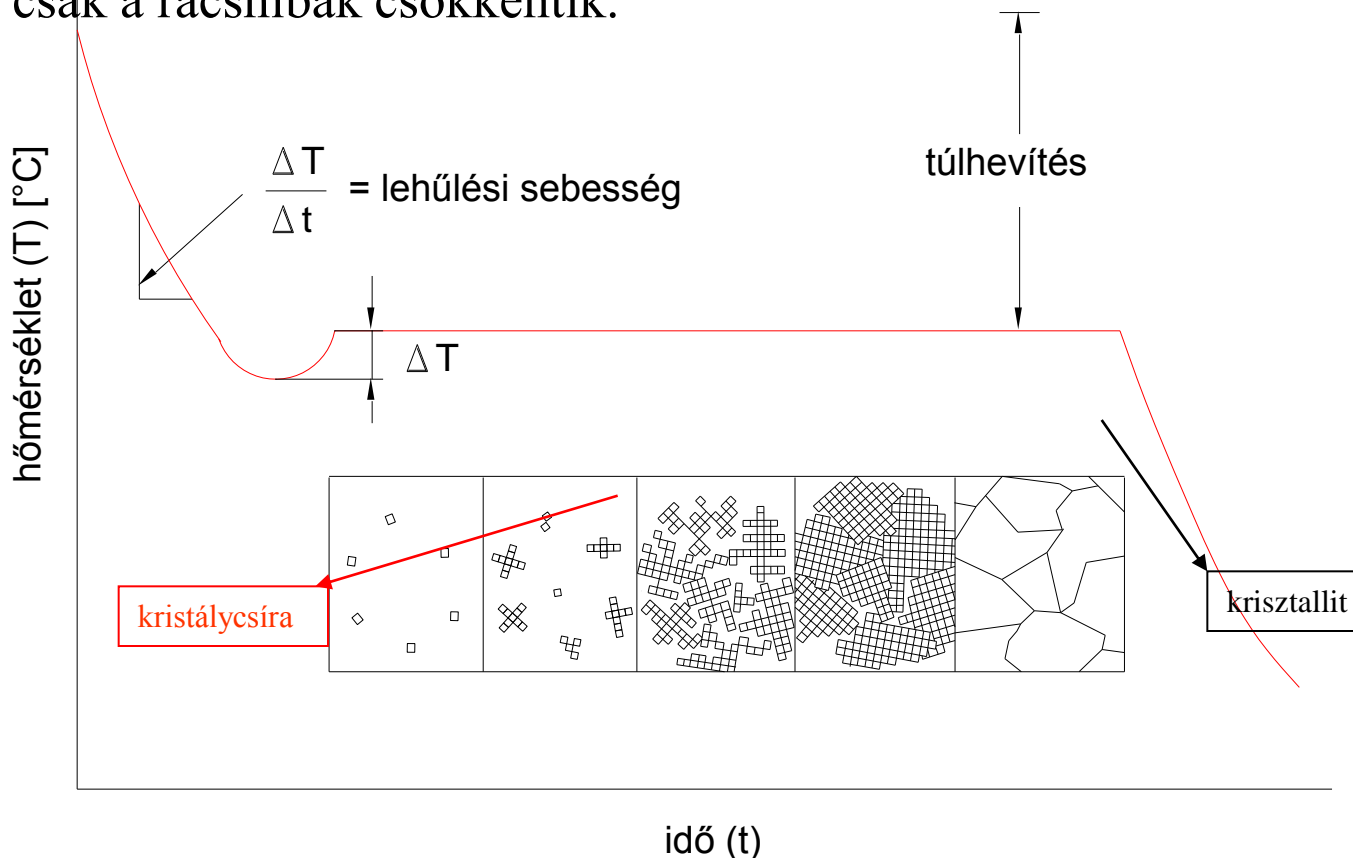 csak a rácshibák csökkentik.
túlhevítés
hőmérséklet (T) [°C]
ΔT
Δt
= lehűlési sebesség
ΔT
kristálycsíra
krisztallit
idő (t)